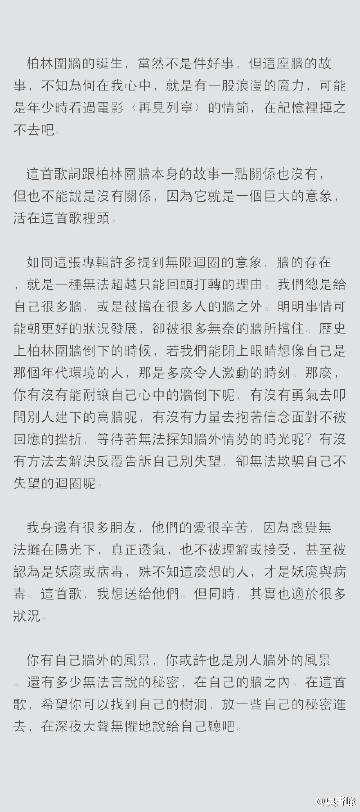 柏林圍牆的誕生，當然不是件好事，但這座牆的故
事，不知為何在我心中，就是有一股浪漫的魔力，可能
是年少時看過電影〈再見列寧〉的情節，在記憶裡揮之
不去吧。
這首歌詞跟柏林圍牆本身的故事一點關係也沒有，
但也不能說是沒有關係，因為它就是一個巨大的意象，
活在這首歌裡頭。
如同這張專輯許多提到無限迴圈的意象，牆的存在
，就是一種無法超越只能回頭打轉的理由。我們總是給
自己很多牆，或是被擋在很多人的牆之外。明明事情可
能朝更好的狀況發展，卻被很多無奈的牆所擋住。歷史
上柏林圍牆倒下的時候，若我們能閉上眼睛想像自己是
那個年代環境的人，那是多麼令人激動的時刻。那麼，
你有沒有能耐讓自己心中的牆倒下呢，有沒有勇氣去叩
問別人建下的高牆呢，有沒有力量去抱著信念面對不被
回應的挫折，等待著無法探知牆外情勢的時光呢？有沒
有方法去解決反覆告訴自己別失望，卻無法欺騙自己不
失望的迴圈呢。
我身邊有很多朋友，他們的愛很辛苦，因為感覺無
法攤在陽光下，真正透氣，也不被理解或接受，甚至被
認為是妖魔或病毒，殊不知這麼想的人，才是妖魔與病
毒。這首歌，我想送給他們。但同時，其實也適於很多
狀況。
你有自己牆外的風景，你或許也是別人牆外的風景
。還有多少無法言說的秘密，在自己的牆之內。在這首
歌，希望你可以找到自己的樹洞，放一些自己的秘密進
去，在深夜大聲無懼地說給自己聽吧。